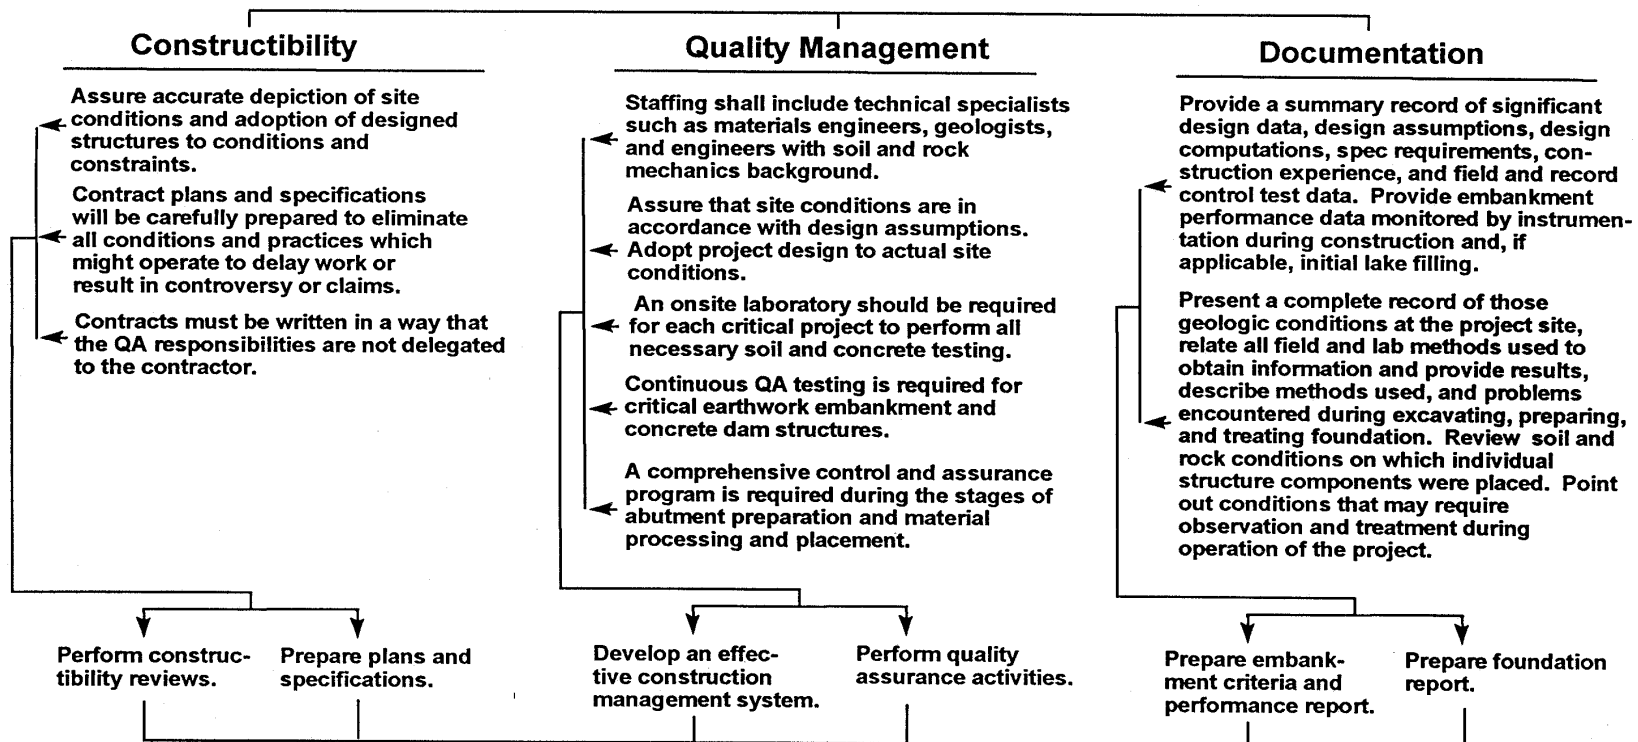 Constructibility
Assure accurate depiction of site
conditions and adoption of designed
structures to conditions and
constraints.
Contract plans and specifications
will be carefully prepared to eliminate
all conditions and practices which
might operate to delay work or
result in controversy or claims.
Contracts must be written in a way that
the QA responsibilities are not delegated
to the contractor.
Perform construc-
tibility reviews.
Prepare plans and
specifications.
Quality Management
Staffing shall include technical specialists
such as materials engineers, geologists,
and engineers with soil and rock
mechanics background.
Assure that site conditions are in
accordance with design assumptions.
Adopt project design to actual site
conditions.
An onsite laboratory should be required
for each critical project to perform all
necessary soil and concrete testing.
Continuous QA testing is required for
critical earthwork embankment and
concrete dam structures.
A comprehensive control and assurance
program is required during the stages of
abutment preparation and material
processing and placement.
Develop an effec-
tive construction
management system.
Perform quality
assurance activities.
Documentation
Provide a summary record of significant
design data, design assumptions, design
computations, spec requirements, con-
struction experience, and field and record
control test data. Provide embankment
performance data monitored by instrumen-
tation during construction and, if
applicable, initial lake filling.
Present a complete record of those
geologic conditions at the project site,
relate all field and lab methods used to
obtain information and provide results,
describe methods used, and problems
encountered during excavating, preparing,
and treating foundation. Review soil and
rock conditions on which individual
structure components were placed. Point
out conditions that may require
observation and treatment during
operation of the project.
Prepare embank-
ment criteria and
performance report.
Prepare foundation
report.